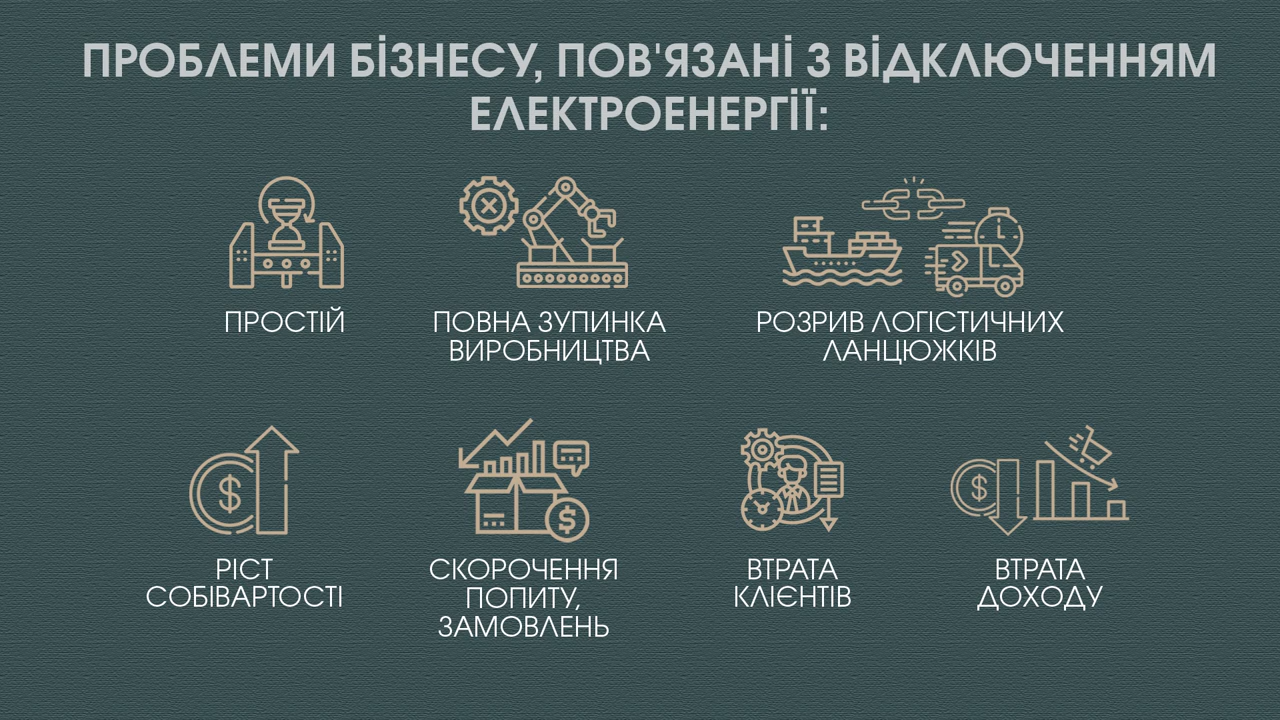 ПРОБЛЕМИ БІЗНЕСУ, ПОВ'ЯЗАНІ З ВІДКЛЮЧЕННЯМ
ЕЛЕКТРОЕНЕРГІЇ:
ПРОСТІЙ
ПОВНА ЗУПИНКА
ВИРОБНИЦТВА
РОЗРИВ ЛОГІСТИЧНИХ
ЛАНЦЮЖКІВ
РІСТ
СОБІВАРТОСТІ
СКОРОЧЕННЯ
ПОПИТУ,
ЗАМОВЛЕНЬ
ВТРАТА
КЛІЄНТІВ
ВТРАТА
ДОХОДУ